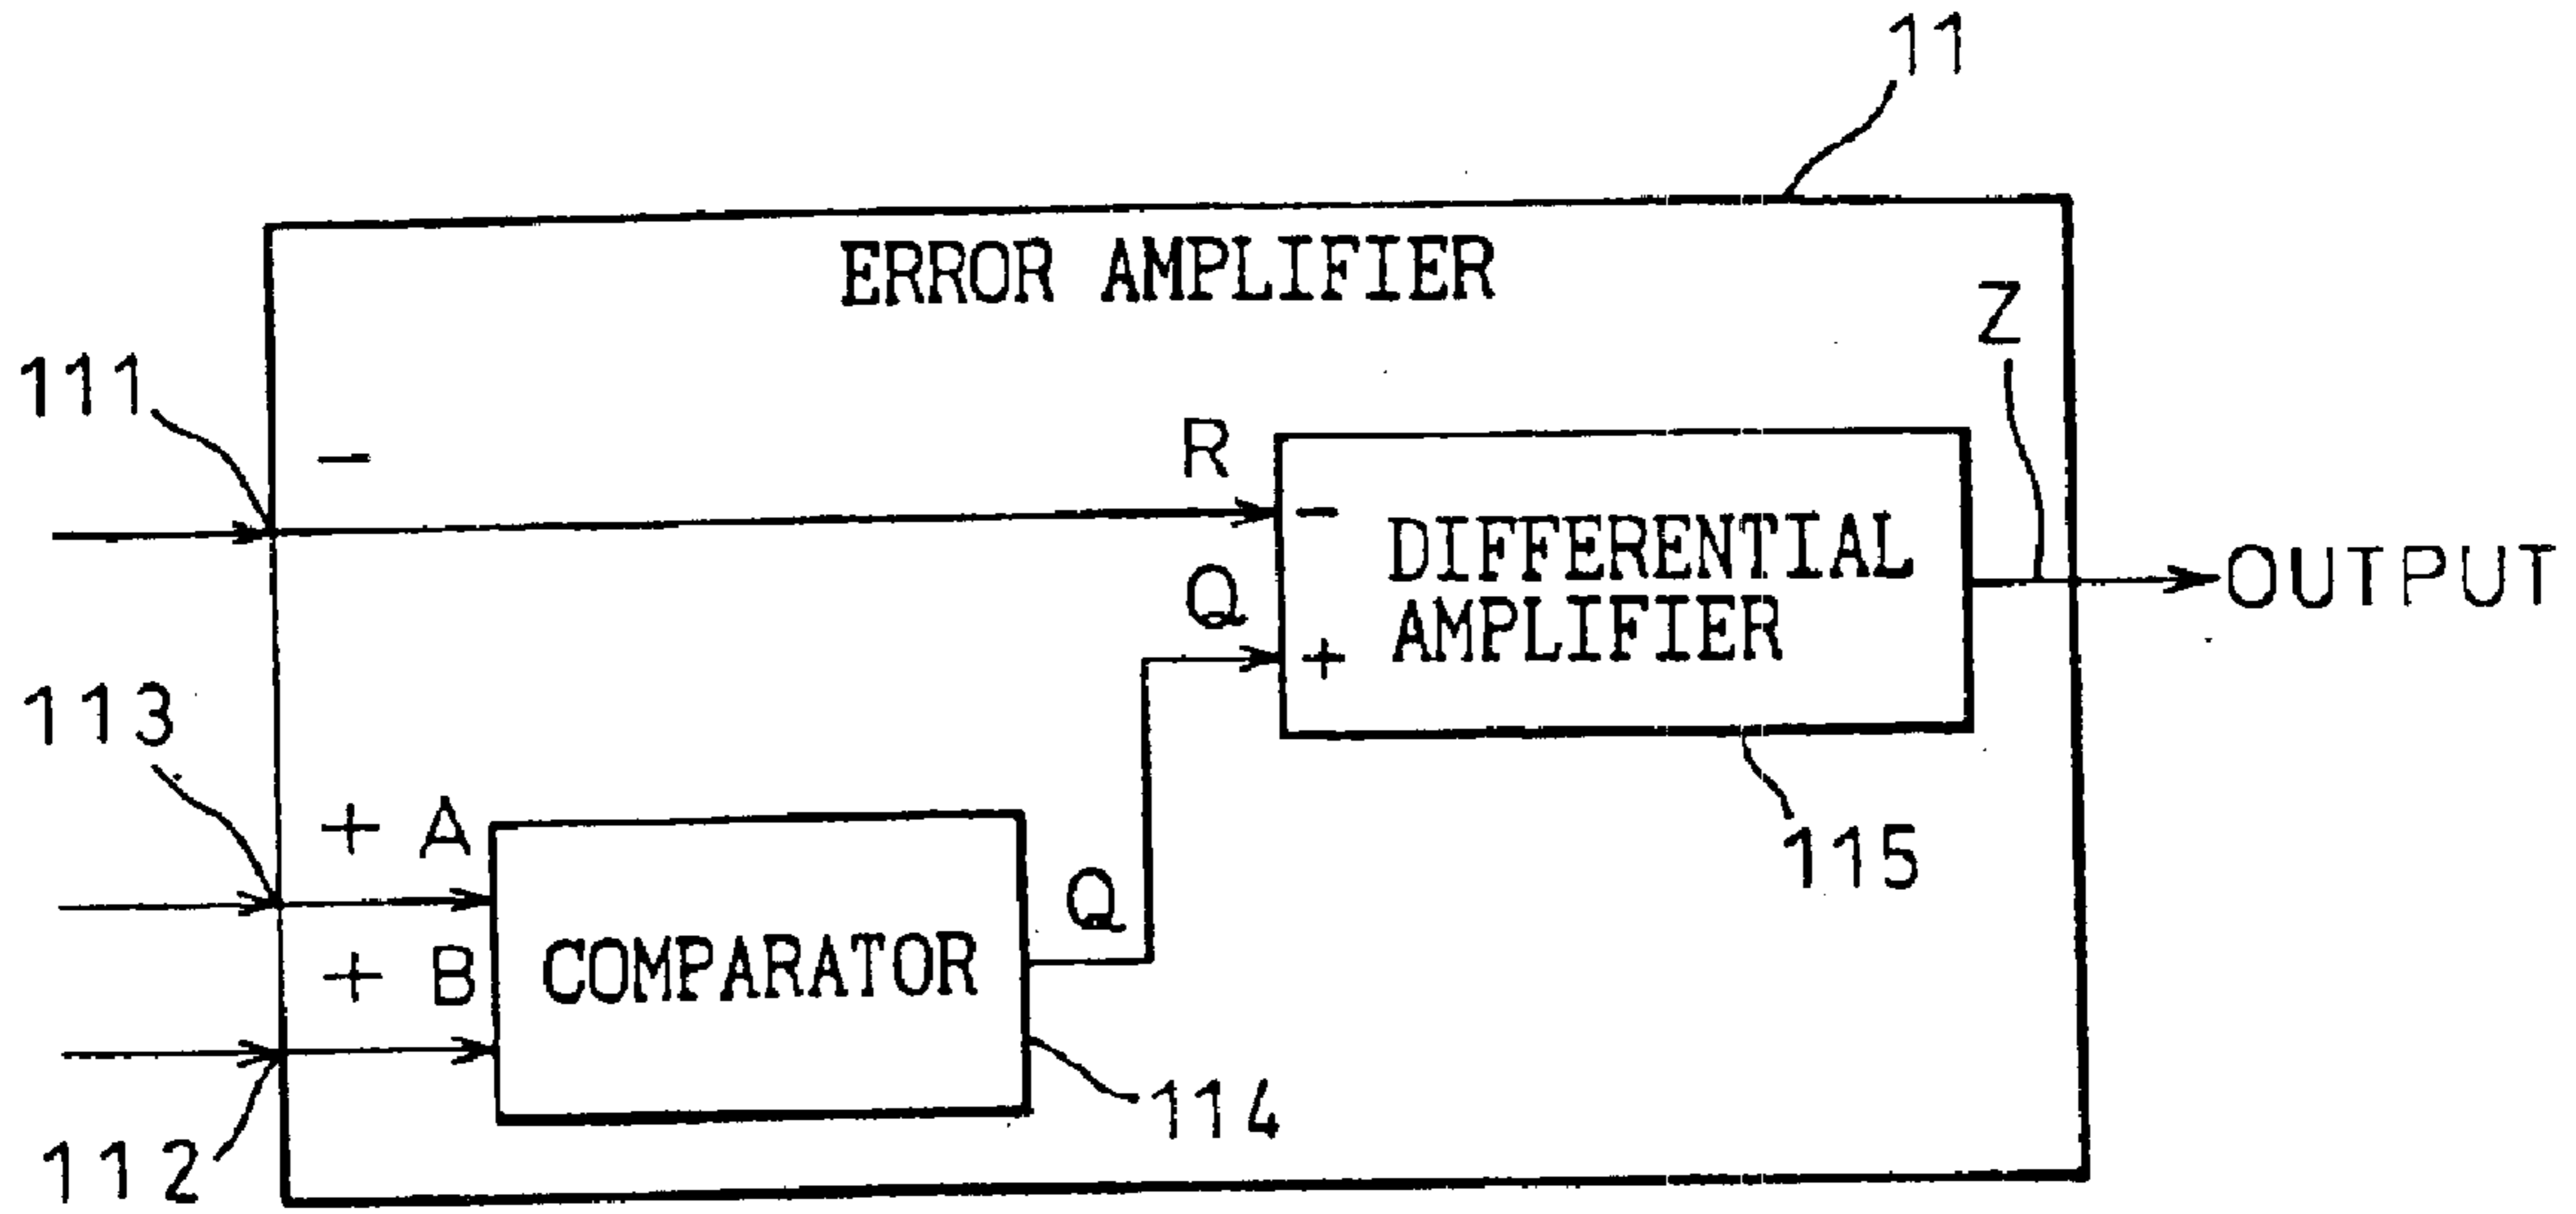 11
ERROR AMPLIFIER
Z
111
−
R
−
DIFFERENTIAL
AMPLIFIER
Q
+
OUTPUT
113
+ A
115
Q
+ B
COMPARATOR
114
112